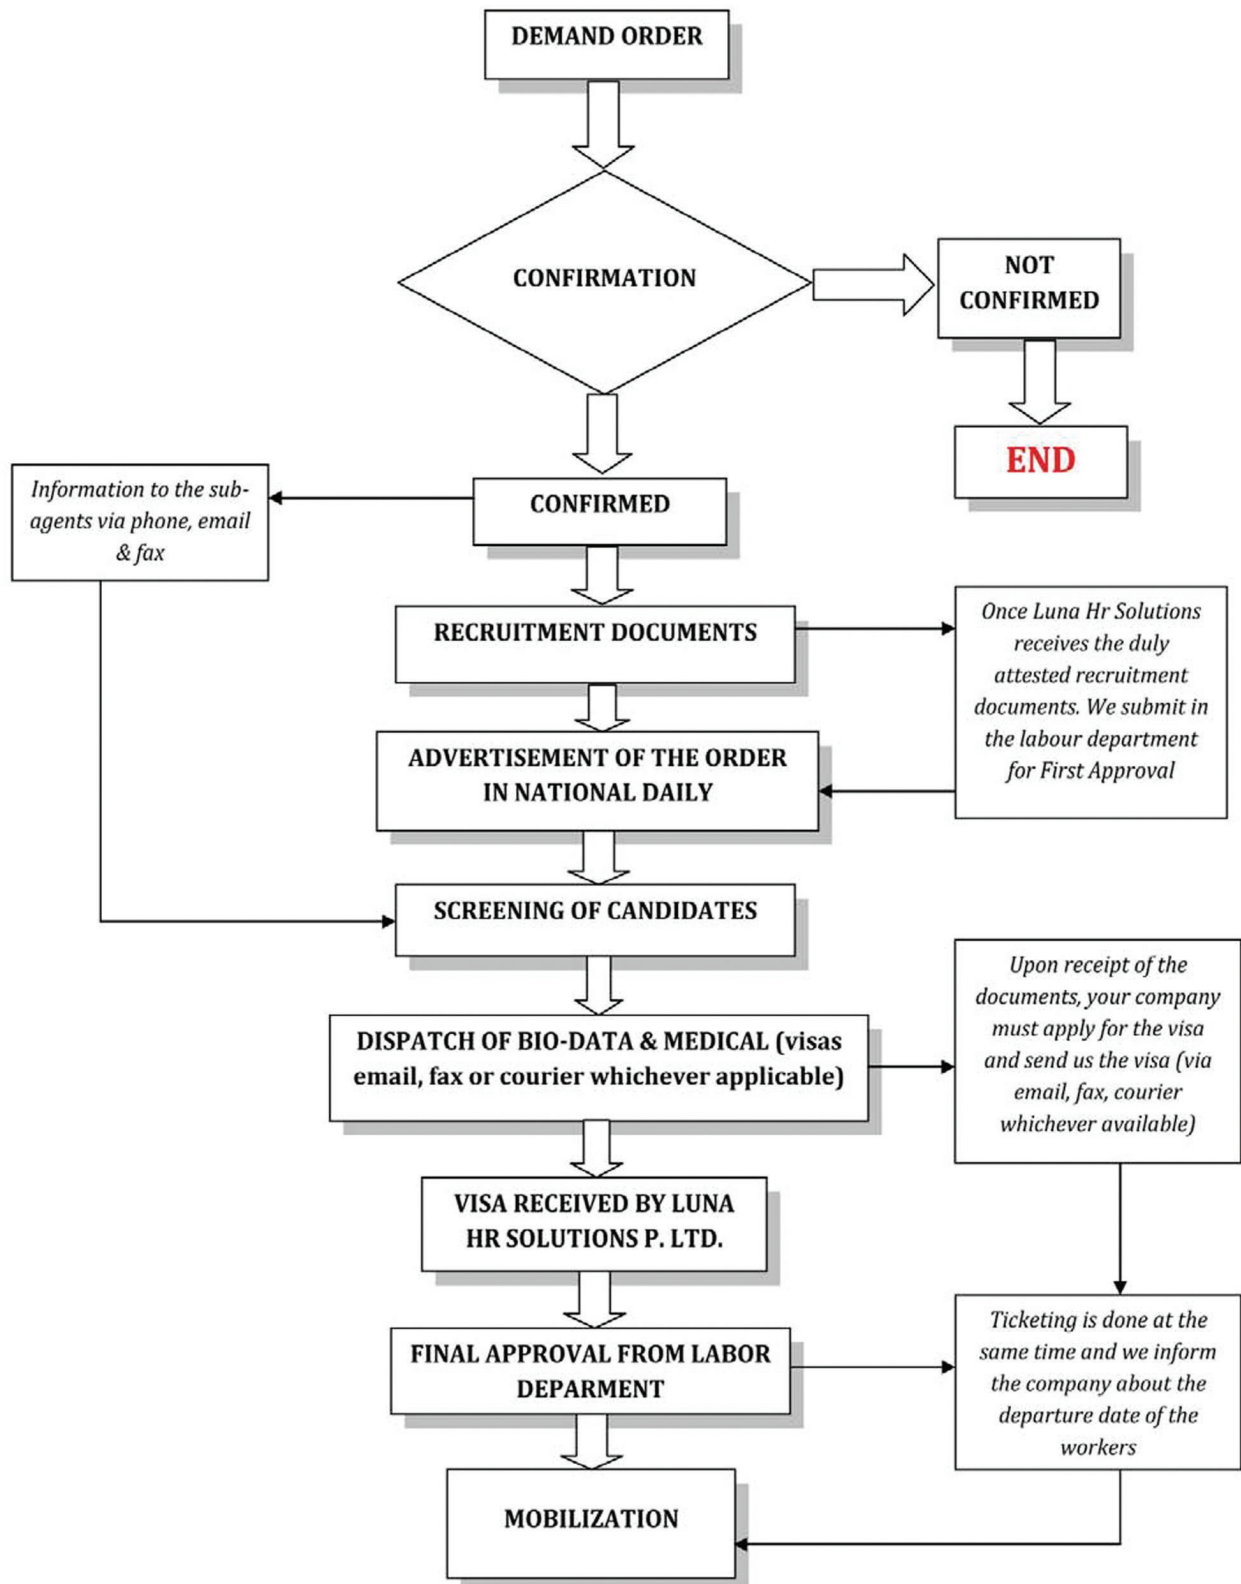 DEMAND ORDER
CONFIRMATION
NOT
CONFIRMED
END
Information to the sub-
agents via phone, email
& fax
CONFIRMED
RECRUITMENT DOCUMENTS
Once Luna Hr Solutions
receives the duly
attested recruitment
documents. We submit in
the labour department
for First Approval
ADVERTISEMENT OF THE ORDER
IN NATIONAL DAILY
SCREENING OF CANDIDATES
DISPATCH OF BIO-DATA & MEDICAL (visas
email, fax or courier whichever applicable)
Upon receipt of the
documents, your company
must apply for the visa
and send us the visa (via
email, fax, courier
whichever available)
VISA RECEIVED BY LUNA
HR SOLUTIONS P. LTD.
FINAL APPROVAL FROM LABOR
DEPARMENT
Ticketing is done at the
same time and we inform
the company about the
departure date of the
workers
MOBILIZATION